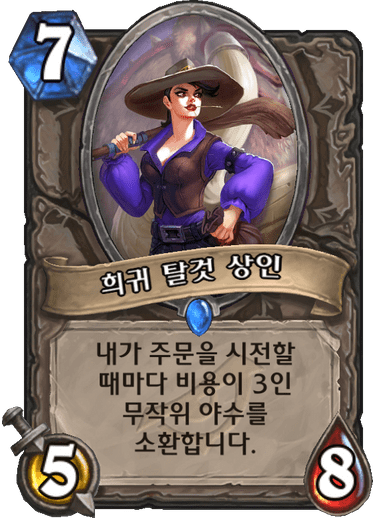 7
희귀 탈것 상인
내가 주문을 시전할
때마다 비용이 3인
무작위 야수를
소환합니다.
5
8